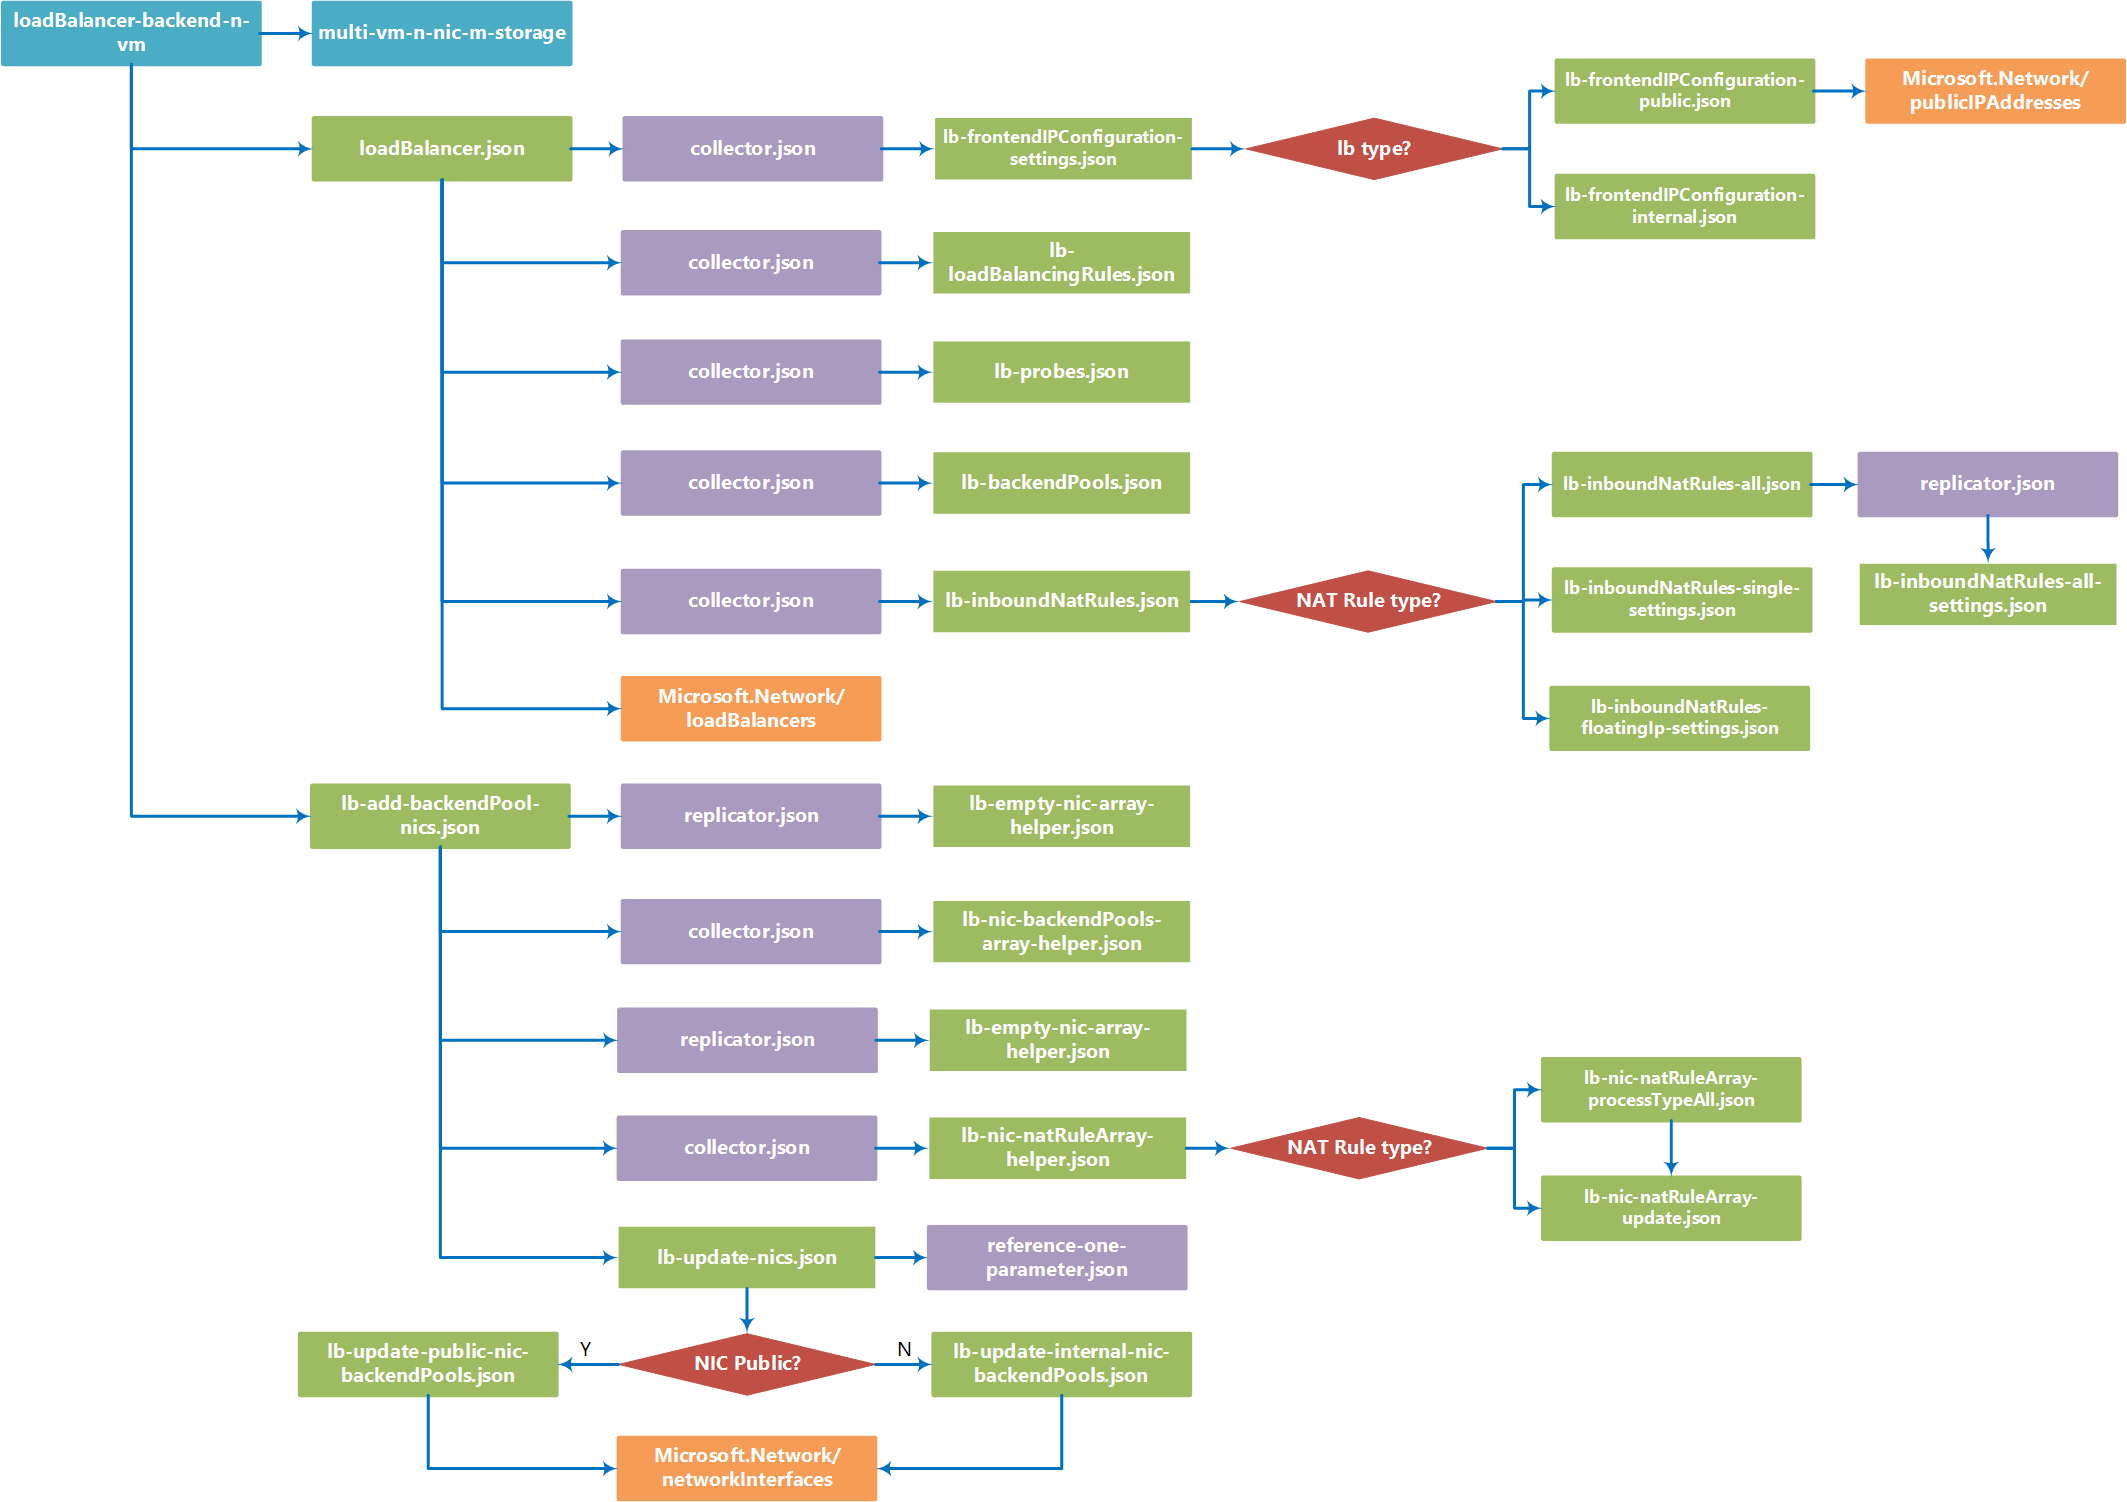 loadBalancer-backend-n-
vm
multi-vm-n-nic-m-storage
loadBalancer.json
collector.json
lb-frontendIPConfiguration-
settings.json
lb type?
lb-frontendIPConfiguration-
public.json
Microsoft.Network/
publicIPAddresses
lb-frontendIPConfiguration-
internal.json
collector.json
lb-
loadBalancingRules.json
collector.json
lb-probes.json
collector.json
lb-backendPools.json
collector.json
lb-inboundNatRules.json
NAT Rule type?
lb-inboundNatRules-all.json
replicator.json
lb-inboundNatRules-all-
settings.json
lb-inboundNatRules-single-
settings.json
lb-inboundNatRules-
floatingIp-settings.json
Microsoft.Network/
loadBalancers
lb-add-backendPool-
nics.json
replicator.json
lb-empty-nic-array-
helper.json
collector.json
lb-nic-backendPools-
array-helper.json
replicator.json
lb-empty-nic-array-
helper.json
collector.json
lb-nic-natRuleArray-
helper.json
NAT Rule type?
lb-nic-natRuleArray-
processTypeAll.json
lb-nic-natRuleArray-
update.json
lb-update-nics.json
reference-one-
parameter.json
NIC Public?
Y
N
lb-update-public-nic-
backendPools.json
lb-update-internal-nic-
backendPools.json
Microsoft.Network/
networkInterfaces